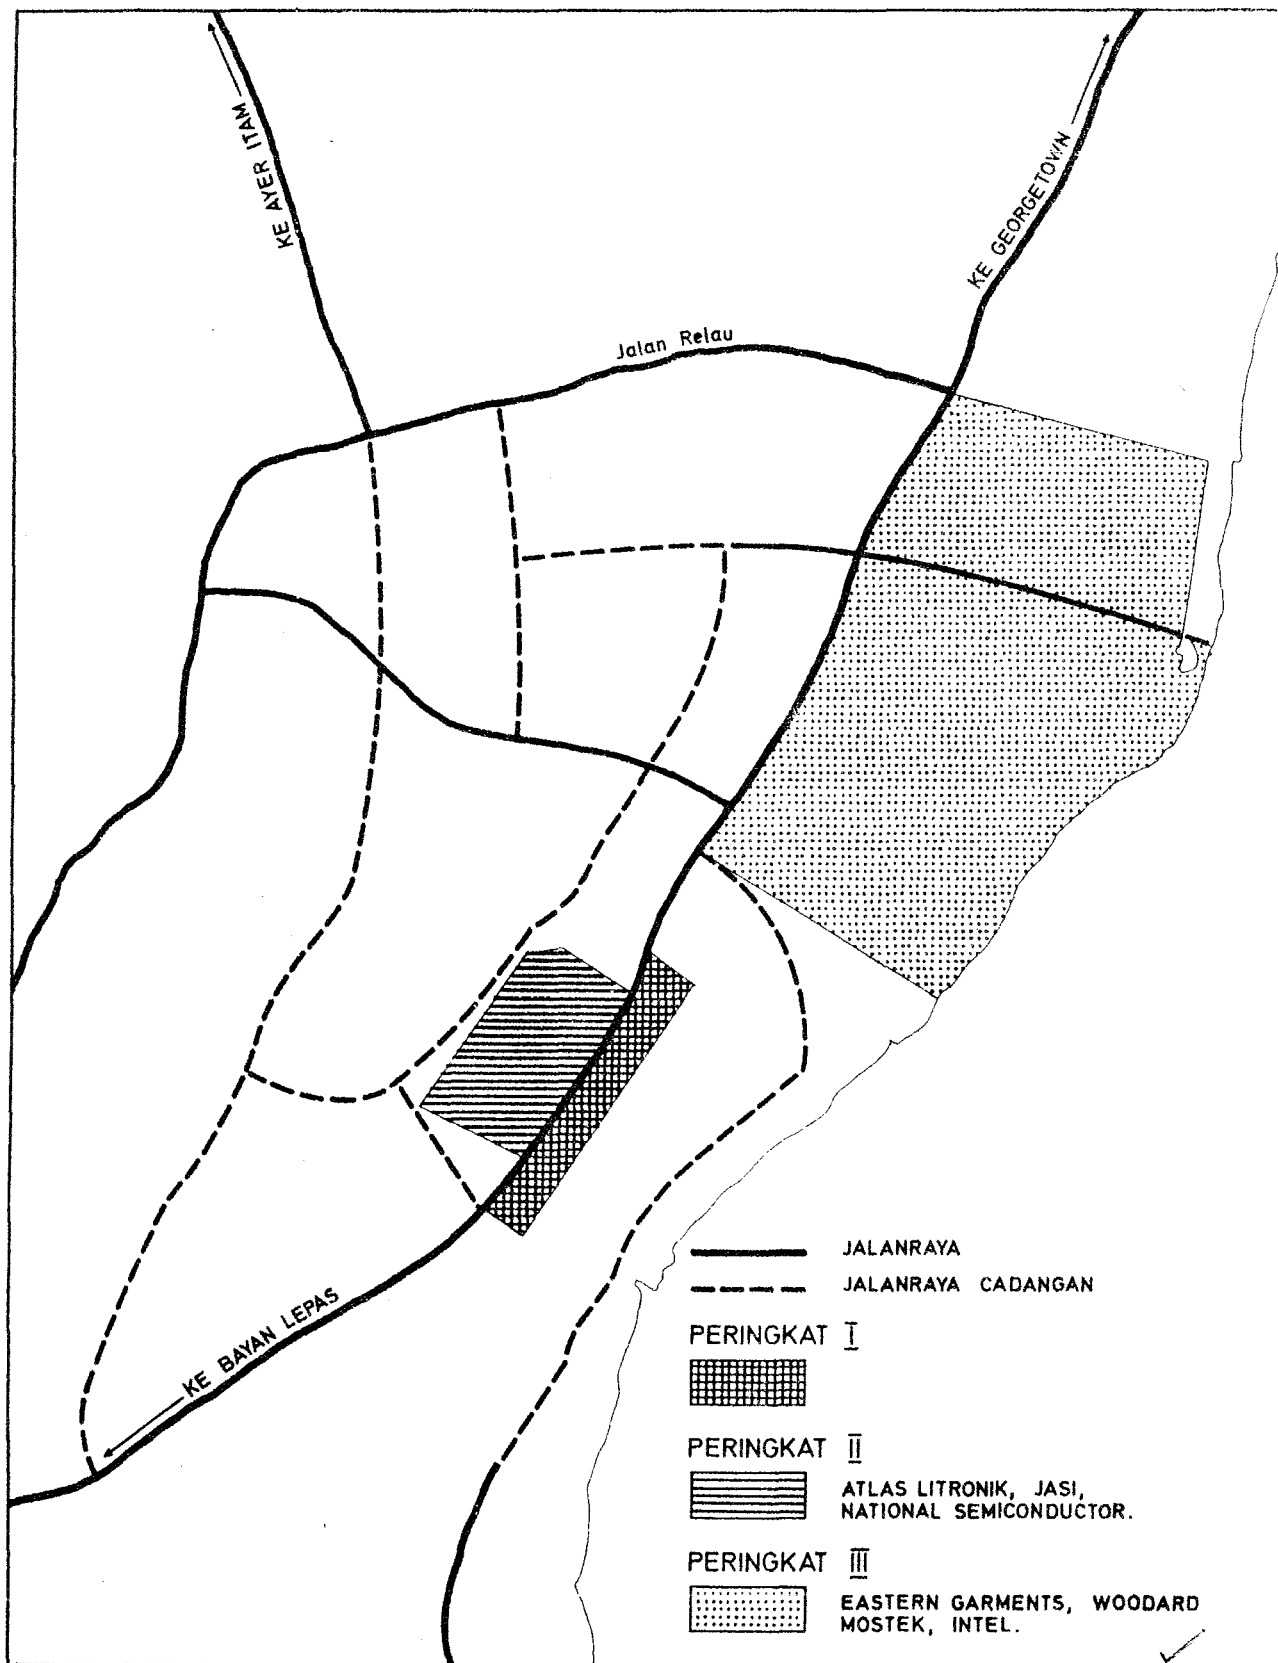 KE AYER ITAM
KE GEORGETOWN
Jalan Relau
KE BAYAN LEPAS
JALANRAYA
JALANRAYA CADANGAN
PERINGKAT I
PERINGKAT II
ATLAS LITRONIK, JASI,
NATIONAL SEMICONDUCTOR.
PERINGKAT III
EASTERN GARMENTS, WOODARD
MOSTEK, INTEL.